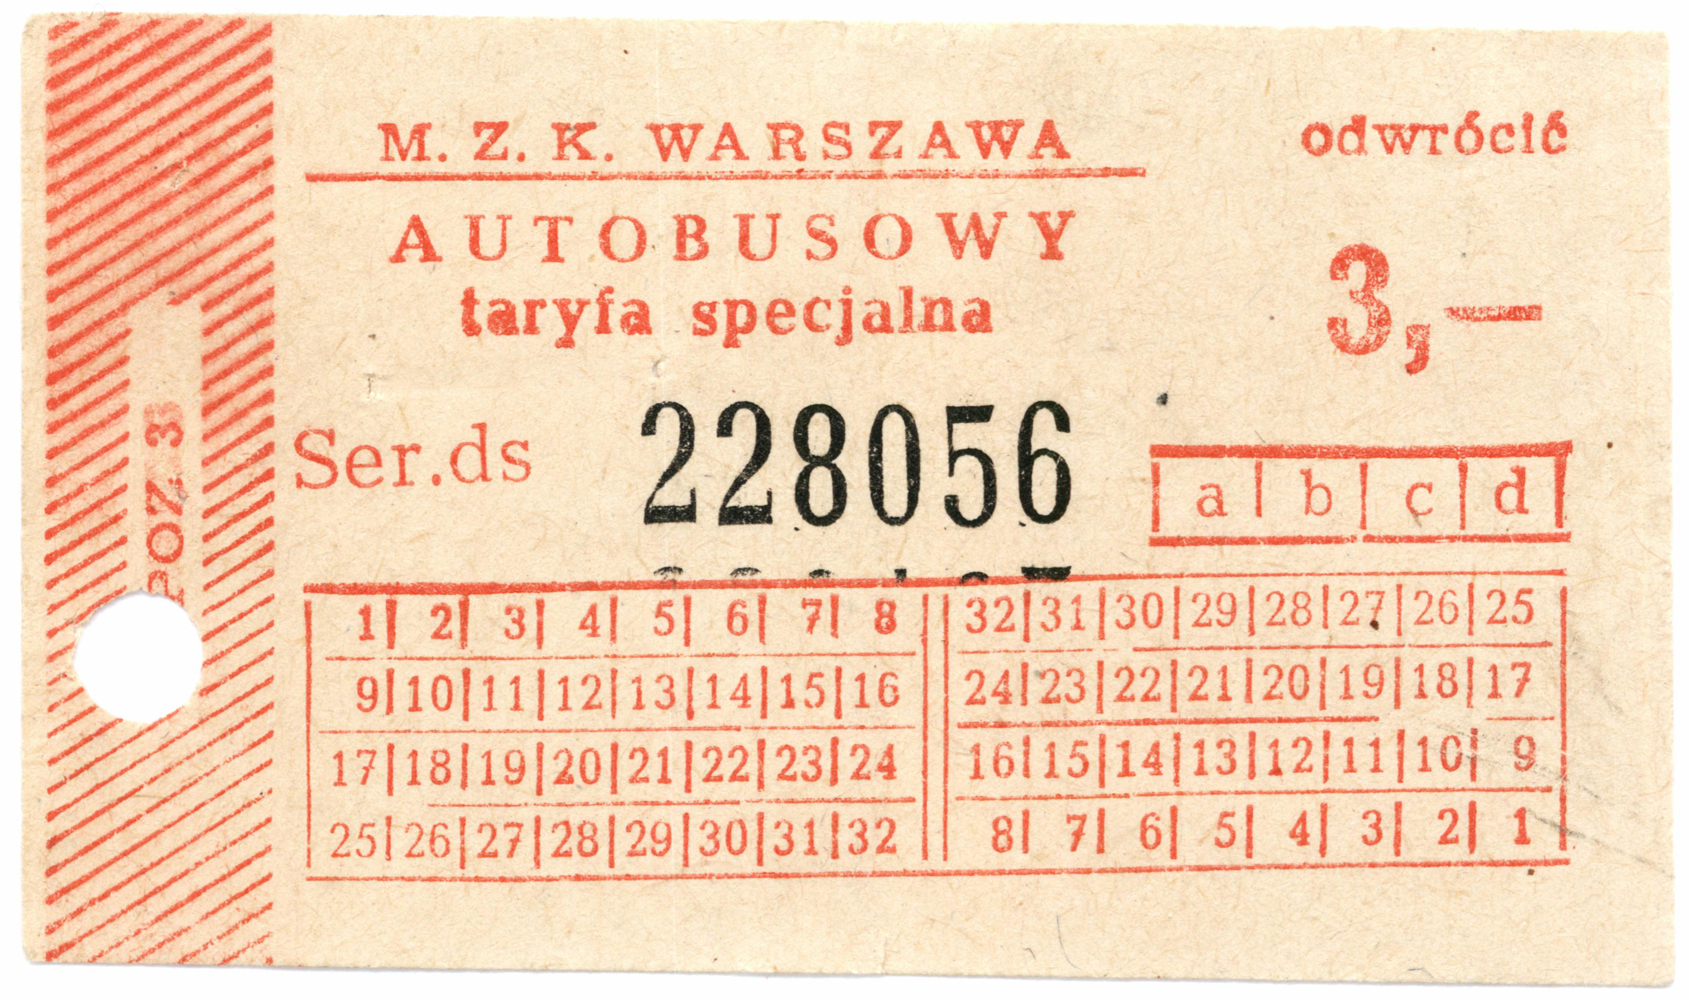 M. Z. K. WARSZAWA
odwrócić
AUTOBUSOWY
taryfa specjalna
3,—
Ser.ds 228056
a b c d
POZ 3
1 2 3 4 5 6 7 8 32 31 30 29 28 27 26 25
9 10 11 12 13 14 15 16 24 23 22 21 20 19 18 17
17 18 19 20 21 22 23 24 16 15 14 13 12 11 10 9
25 26 27 28 29 30 31 32 8 7 6 5 4 3 2 1